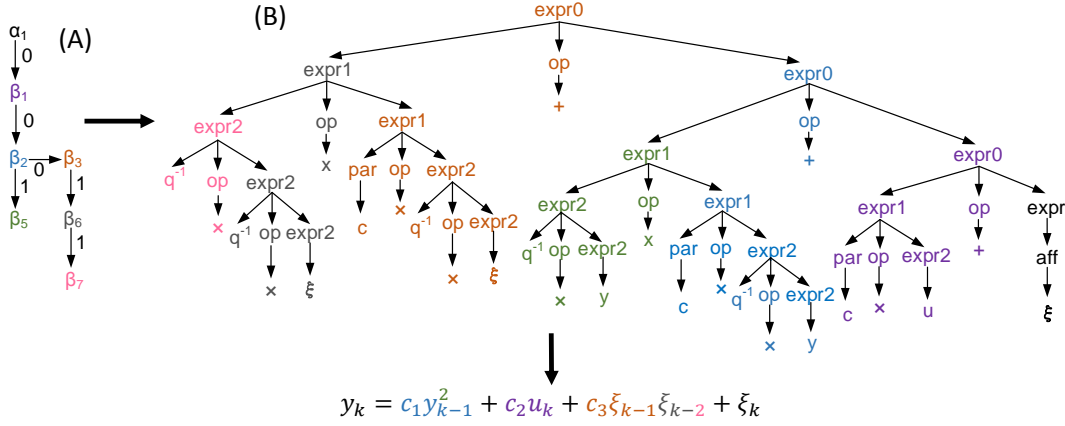 (A)
α₁
0
β₁
0
β₂ 0 β₃
1 1
β₅ β₆
1
β₇
(B)
expr0
expr1 op expr0
+
expr2 op expr1 expr1 op expr0
x +
q⁻¹ op expr2 par op expr2 expr2 op expr1 expr1 op expr
× c × x +
q⁻¹ op expr2 q⁻¹ op expr2 q⁻¹ op expr2 par op expr2 par op expr2 aff
× ξ × ξ × y c × c × u ξ
q⁻¹ op expr2
× y
yₖ = c₁y²ₖ₋₁ + c₂uₖ + c₃ξₖ₋₁ξₖ₋₂ + ξₖ